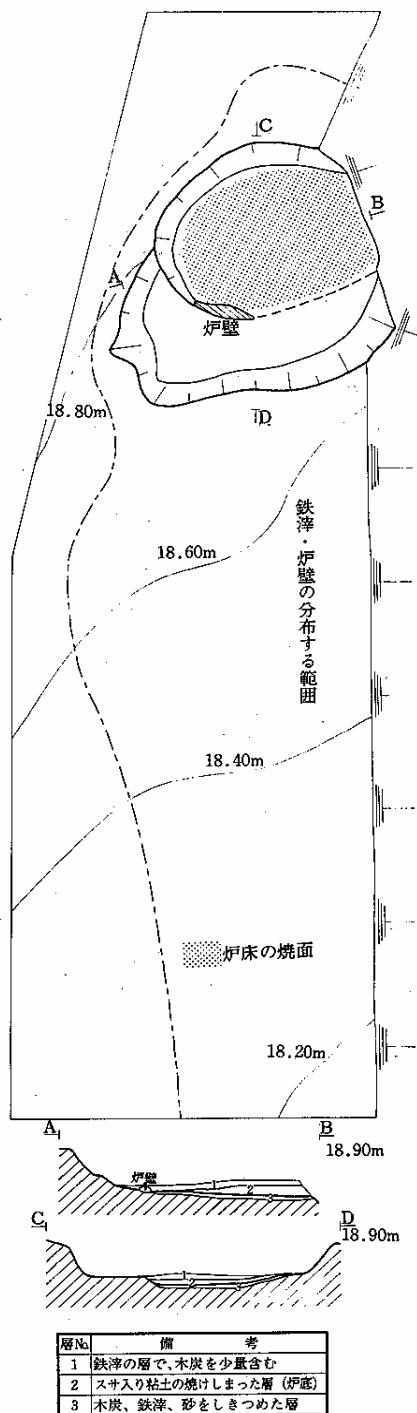 C
B
A
炉壁
18.80m
D
18.60m
鉄滓・炉壁の分布する範囲
18.40m
炉床の焼面
18.20m
A
B
18.90m
炉壁
1
2
3
C
D
18.90m
1
2
3
層No. 備 考
1 鉄滓の層で、木炭を少量含む
2 スサ入り粘土の焼けしまった層(炉底)
3 木炭、鉄滓、砂をしきつめた層